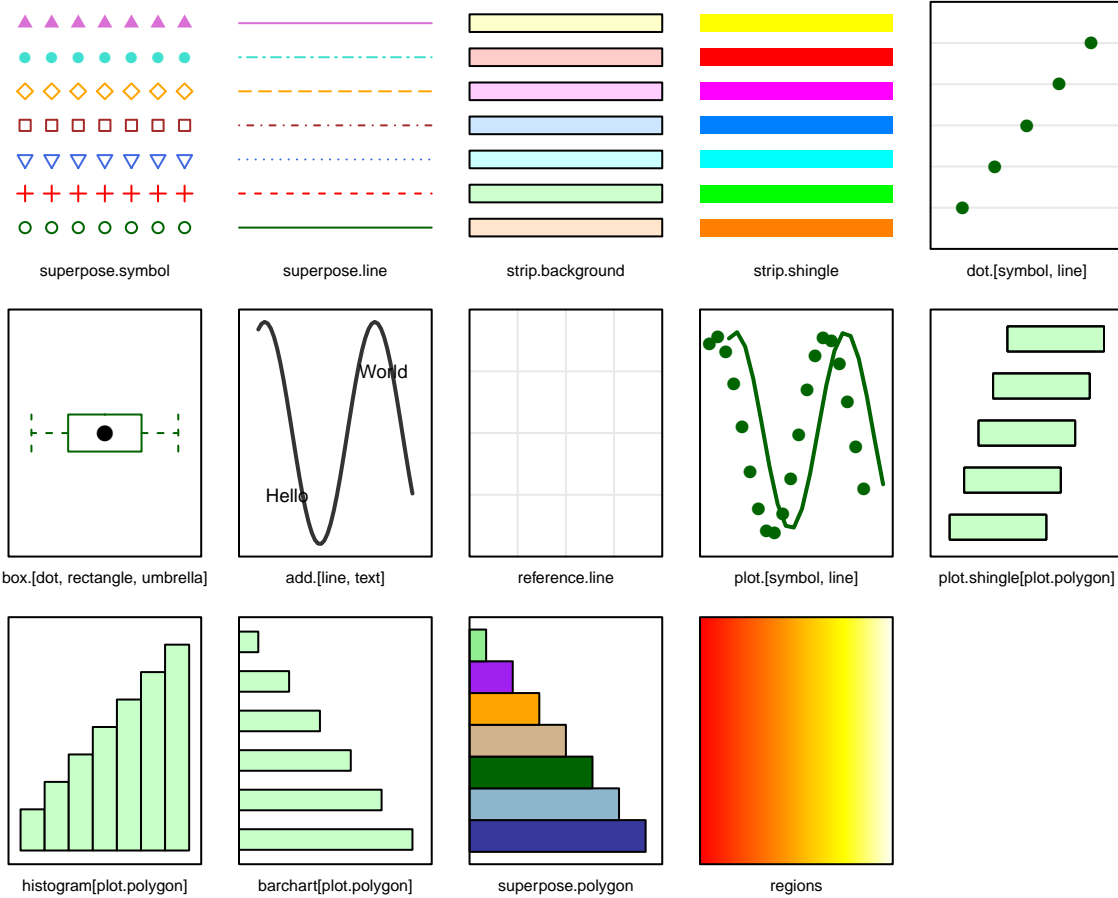 superpose.symbol
superpose.line
strip.background
strip.shingle
dot.[symbol, line]
World
Hello
box.[dot, rectangle, umbrella]
add.[line, text]
reference.line
plot.[symbol, line]
plot.shingle[plot.polygon]
histogram[plot.polygon]
barchart[plot.polygon]
superpose.polygon
regions